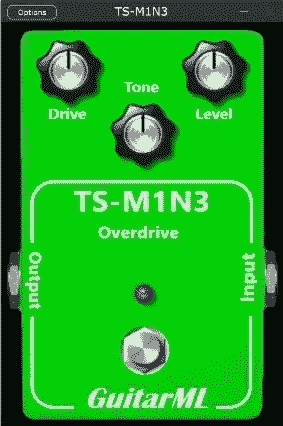 Options
TS-M1N3
Tone
Drive
Level
TS-M1N3
Overdrive
Output
Input
GuitarML